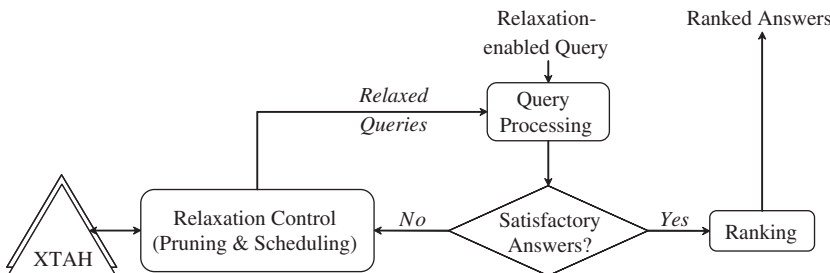 Relaxation-
enabled Query
Ranked Answers
Relaxed
Queries
Query
Processing
XTAH
Relaxation Control
(Pruning & Scheduling)
No
Satisfactory
Answers?
Yes
Ranking